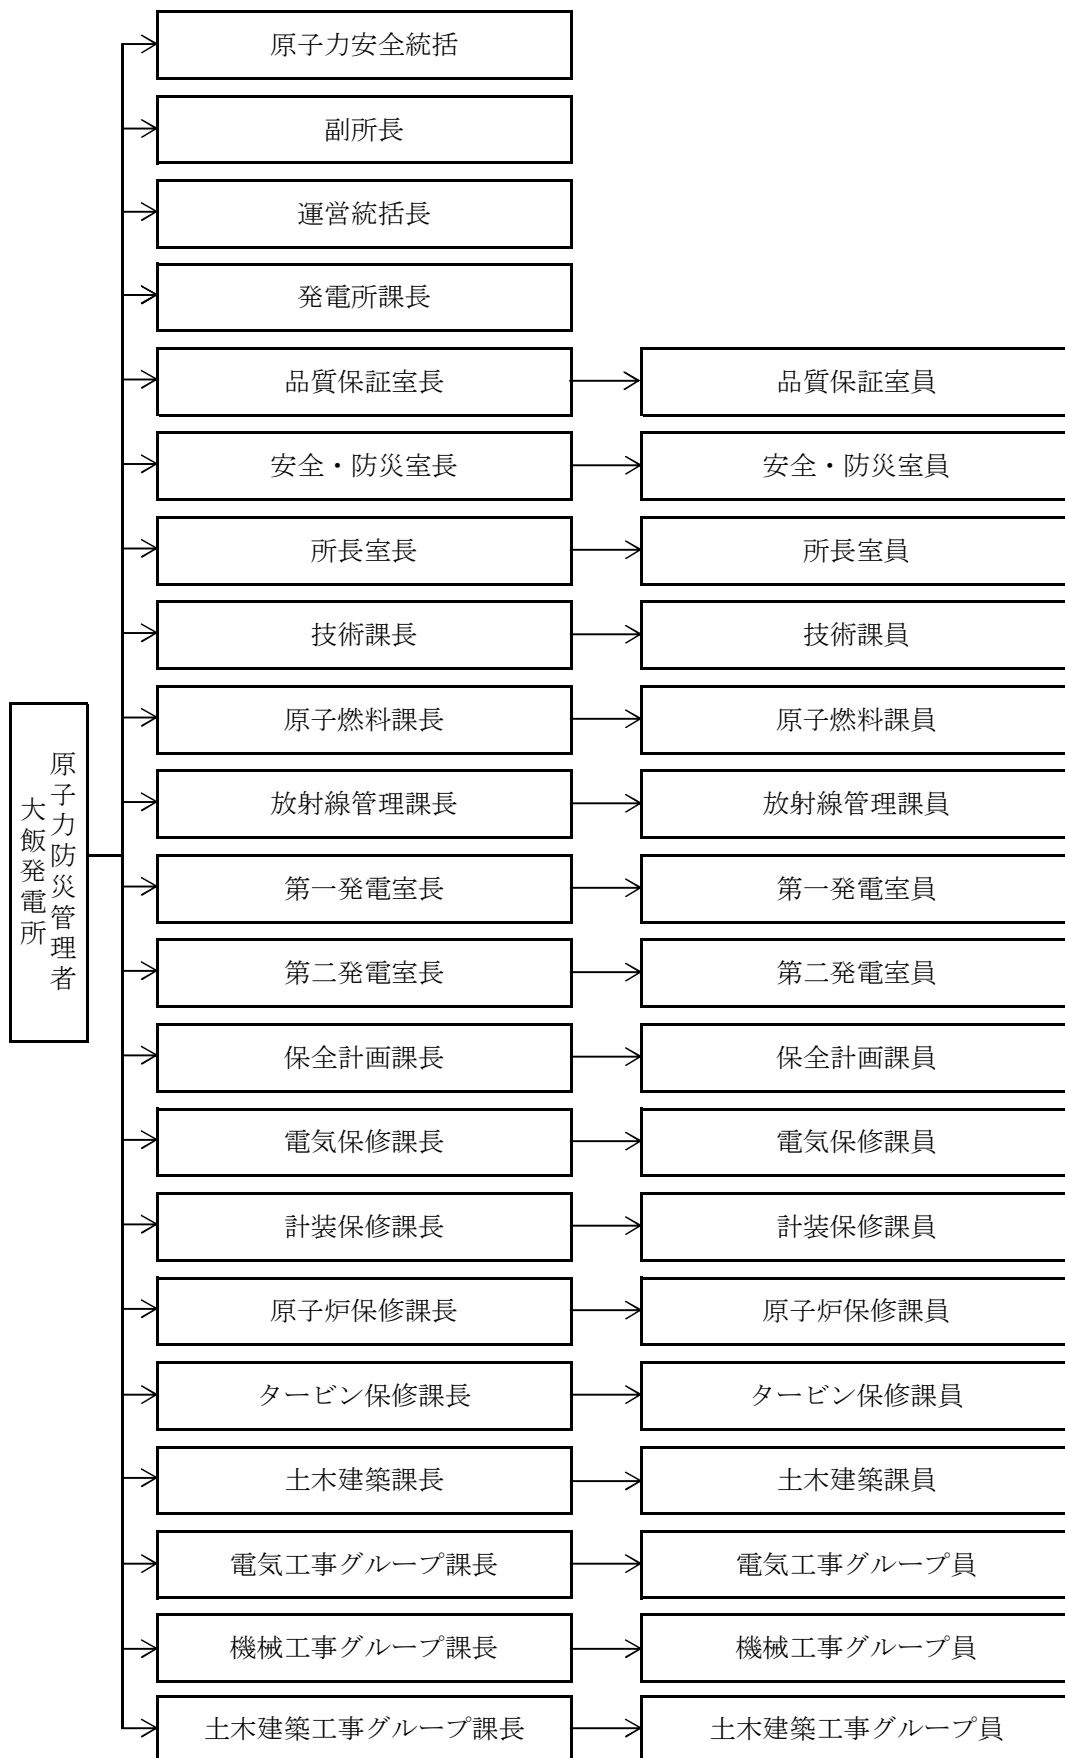 原子力防災管理者
大飯発電所
原子力安全統括
副所長
運営統括長
発電所課長
品質保証室長
品質保証室員
安全・防災室長
安全・防災室員
所長室長
所長室員
技術課長
技術課員
原子燃料課長
原子燃料課員
放射線管理課長
放射線管理課員
第一発電室長
第一発電室員
第二発電室長
第二発電室員
保全計画課長
保全計画課員
電気保修課長
電気保修課員
計装保修課長
計装保修課員
原子炉保修課長
原子炉保修課員
タービン保修課長
タービン保修課員
土木建築課長
土木建築課員
電気工事グループ課長
電気工事グループ員
機械工事グループ課長
機械工事グループ員
土木建築工事グループ課長
土木建築工事グループ員